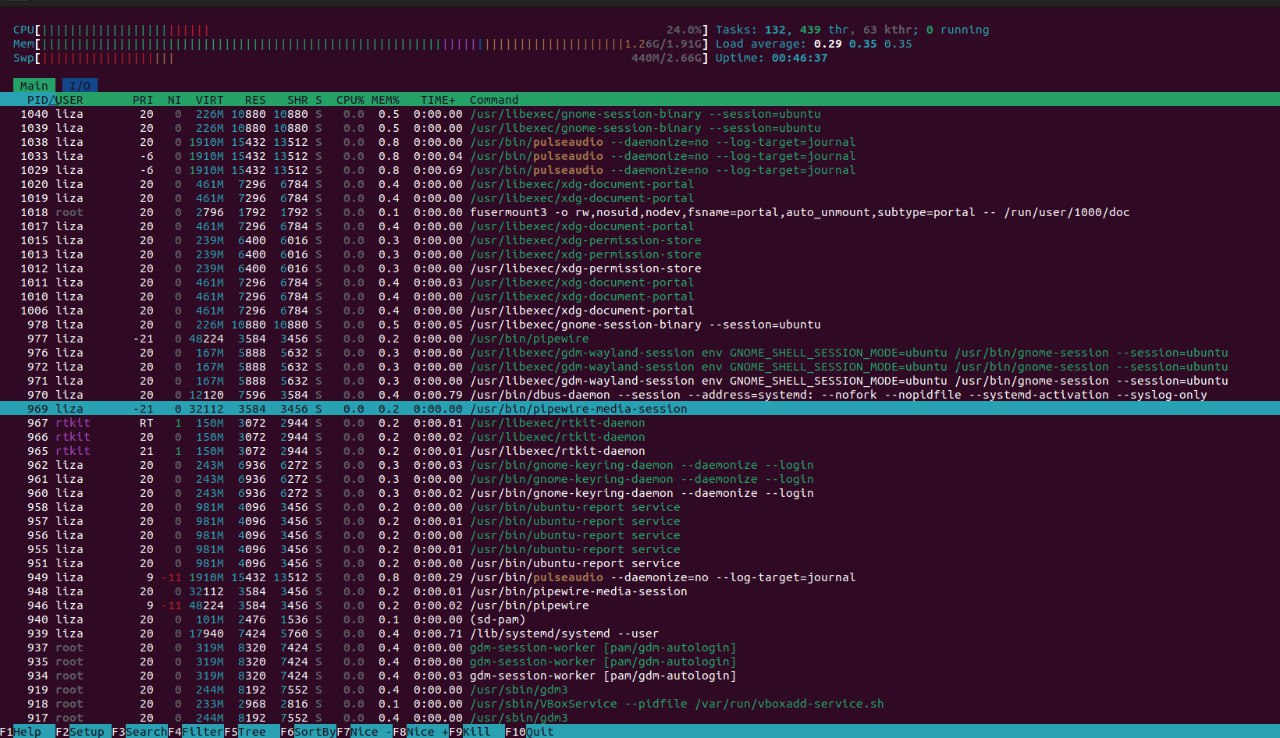 CPU[ 24.0%] Tasks: 132, 439 thr, 63 kthr; 0 running
Mem[ 1.26G/1.91G] Load average: 0.29 0.35 0.35
Swp[ 440M/2.66G] Uptime: 00:46:37
Main I/O
PID△USER PRI NI VIRT RES SHR S CPU% MEM% TIME+ Command
1040 liza 20 0 226M 10880 10880 S 0.0 0.5 0:00.00 /usr/libexec/gnome-session-binary --session=ubuntu
1039 liza 20 0 226M 10880 10880 S 0.0 0.5 0:00.00 /usr/libexec/gnome-session-binary --session=ubuntu
1038 liza 20 0 1910M 15432 13512 S 0.0 0.8 0:00.00 /usr/bin/pulseaudio --daemonize=no --log-target=journal
1033 liza -6 0 1910M 15432 13512 S 0.0 0.8 0:00.04 /usr/bin/pulseaudio --daemonize=no --log-target=journal
1029 liza -6 0 1910M 15432 13512 S 0.0 0.8 0:00.69 /usr/bin/pulseaudio --daemonize=no --log-target=journal
1020 liza 20 0 461M 7296 6784 S 0.0 0.4 0:00.00 /usr/libexec/xdg-document-portal
1019 liza 20 0 461M 7296 6784 S 0.0 0.4 0:00.00 /usr/libexec/xdg-document-portal
1018 root 20 0 2796 1792 1792 S 0.0 0.1 0:00.00 fusermount3 -o rw,nosuid,nodev,fsname=portal,auto_unmount,subtype=portal -- /run/user/1000/doc
1017 liza 20 0 461M 7296 6784 S 0.0 0.4 0:00.00 /usr/libexec/xdg-document-portal
1015 liza 20 0 239M 6400 6016 S 0.0 0.3 0:00.00 /usr/libexec/xdg-permission-store
1013 liza 20 0 239M 6400 6016 S 0.0 0.3 0:00.00 /usr/libexec/xdg-permission-store
1012 liza 20 0 239M 6400 6016 S 0.0 0.3 0:00.00 /usr/libexec/xdg-permission-store
1011 liza 20 0 461M 7296 6784 S 0.0 0.4 0:00.03 /usr/libexec/xdg-document-portal
1010 liza 20 0 461M 7296 6784 S 0.0 0.4 0:00.00 /usr/libexec/xdg-document-portal
1006 liza 20 0 461M 7296 6784 S 0.0 0.4 0:00.00 /usr/libexec/xdg-document-portal
978 liza 20 0 226M 10880 10880 S 0.0 0.5 0:00.05 /usr/libexec/gnome-session-binary --session=ubuntu
977 liza -21 0 48224 3584 3456 S 0.0 0.2 0:00.00 /usr/bin/pipewire
976 liza 20 0 167M 5888 5632 S 0.0 0.3 0:00.00 /usr/libexec/gdm-wayland-session env GNOME_SHELL_SESSION_MODE=ubuntu /usr/bin/gnome-session --session=ubuntu
972 liza 20 0 167M 5888 5632 S 0.0 0.3 0:00.00 /usr/libexec/gdm-wayland-session env GNOME_SHELL_SESSION_MODE=ubuntu /usr/bin/gnome-session --session=ubuntu
971 liza 20 0 167M 5888 5632 S 0.0 0.3 0:00.00 /usr/libexec/gdm-wayland-session env GNOME_SHELL_SESSION_MODE=ubuntu /usr/bin/gnome-session --session=ubuntu
970 liza 20 0 12120 7596 3584 S 0.0 0.4 0:00.79 /usr/bin/dbus-daemon --session --address=systemd: --nofork --nopidfile --systemd-activation --syslog-only
969 liza -21 0 32112 3584 3456 S 0.0 0.2 0:00.00 /usr/bin/pipewire-media-session
967 rtkit RT 1 150M 3072 2944 S 0.0 0.2 0:00.01 /usr/libexec/rtkit-daemon
966 rtkit 20 0 150M 3072 2944 S 0.0 0.2 0:00.02 /usr/libexec/rtkit-daemon
965 rtkit 21 1 150M 3072 2944 S 0.0 0.2 0:00.01 /usr/libexec/rtkit-daemon
962 liza 20 0 243M 6936 6272 S 0.0 0.3 0:00.03 /usr/bin/gnome-keyring-daemon --daemonize --login
961 liza 20 0 243M 6936 6272 S 0.0 0.3 0:00.00 /usr/bin/gnome-keyring-daemon --daemonize --login
960 liza 20 0 243M 6936 6272 S 0.0 0.3 0:00.02 /usr/bin/gnome-keyring-daemon --daemonize --login
958 liza 20 0 981M 4096 3456 S 0.0 0.2 0:00.00 /usr/bin/ubuntu-report service
957 liza 20 0 981M 4096 3456 S 0.0 0.2 0:00.01 /usr/bin/ubuntu-report service
956 liza 20 0 981M 4096 3456 S 0.0 0.2 0:00.00 /usr/bin/ubuntu-report service
955 liza 20 0 981M 4096 3456 S 0.0 0.2 0:00.01 /usr/bin/ubuntu-report service
951 liza 20 0 981M 4096 3456 S 0.0 0.2 0:00.00 /usr/bin/ubuntu-report service
949 liza 9 -11 1910M 15432 13512 S 0.0 0.8 0:00.29 /usr/bin/pulseaudio --daemonize=no --log-target=journal
948 liza 20 0 32112 3584 3456 S 0.0 0.2 0:00.01 /usr/bin/pipewire-media-session
946 liza 9 -11 48224 3584 3456 S 0.0 0.2 0:00.02 /usr/bin/pipewire
940 liza 20 0 101M 2476 1536 S 0.0 0.1 0:00.00 (sd-pam)
939 liza 20 0 17940 7424 5760 S 0.0 0.4 0:00.71 /lib/systemd/systemd --user
937 root 20 0 319M 8320 7424 S 0.0 0.4 0:00.00 gdm-session-worker [pam/gdm-autologin]
935 root 20 0 319M 8320 7424 S 0.0 0.4 0:00.00 gdm-session-worker [pam/gdm-autologin]
934 root 20 0 319M 8320 7424 S 0.0 0.4 0:00.03 gdm-session-worker [pam/gdm-autologin]
919 root 20 0 244M 8192 7552 S 0.0 0.4 0:00.00 /usr/sbin/gdm3
918 root 20 0 233M 2968 2816 S 0.0 0.1 0:00.00 /usr/sbin/VBoxService --pidfile /var/run/vboxadd-service.sh
917 root 20 0 244M 8192 7552 S 0.0 0.4 0:00.00 /usr/sbin/gdm3
F1Help F2Setup F3SearchF4FilterF5Tree F6SortByF7Nice -F8Nice +F9Kill F10Quit